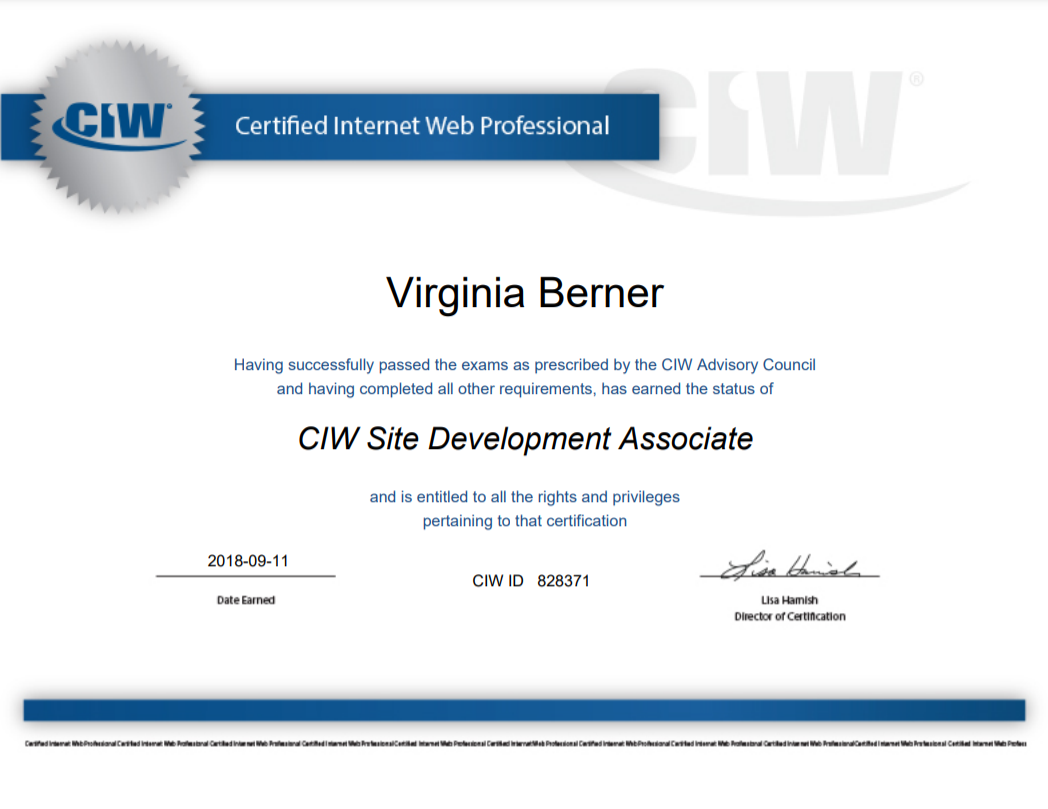 CIW®
Certified Internet Web Professional
CIW®
Virginia Berner
Having successfully passed the exams as prescribed by the CIW Advisory Council
and having completed all other requirements, has earned the status of
CIW Site Development Associate
and is entitled to all the rights and privileges
pertaining to that certification
2018-09-11
Date Earned
CIW ID 828371
Lisa Hamish
Lisa Hamish
Director of Certification
Certified Internet Web Professional Certified Internet Web Professional Certified Internet Web Professional Certified Internet Web Professional Certified Internet Web Professional Certified Internet Web Professional Certified Internet Web Professional Certified Internet Web Professional Certified Internet Web Professional Certified Internet Web Professional Certified Internet Web Profess